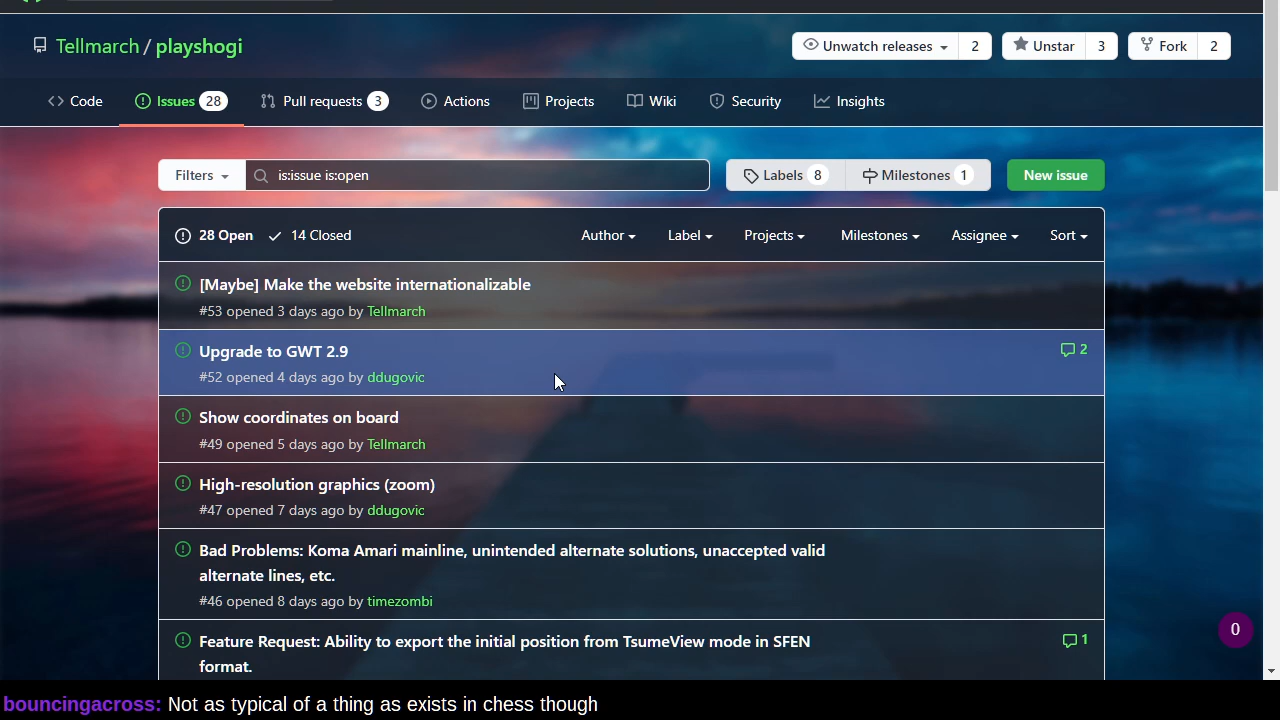 Tellmarch / playshogi
Unwatch releases 2 Unstar 3 Fork 2
Code Issues 28 Pull requests 3 Actions Projects Wiki Security Insights
Filters is:issue is:open Labels 8 Milestones 1 New issue
28 Open 14 Closed Author Label Projects Milestones Assignee Sort
[Maybe] Make the website internationalizable
#53 opened 3 days ago by Tellmarch
Upgrade to GWT 2.9 2
#52 opened 4 days ago by ddugovic
Show coordinates on board
#49 opened 5 days ago by Tellmarch
High-resolution graphics (zoom)
#47 opened 7 days ago by ddugovic
Bad Problems: Koma Amari mainline, unintended alternate solutions, unaccepted valid
alternate lines, etc.
#46 opened 8 days ago by timezombi
0
Feature Request: Ability to export the initial position from TsumeView mode in SFEN 1
format.
bouncingacross: Not as typical of a thing as exists in chess though